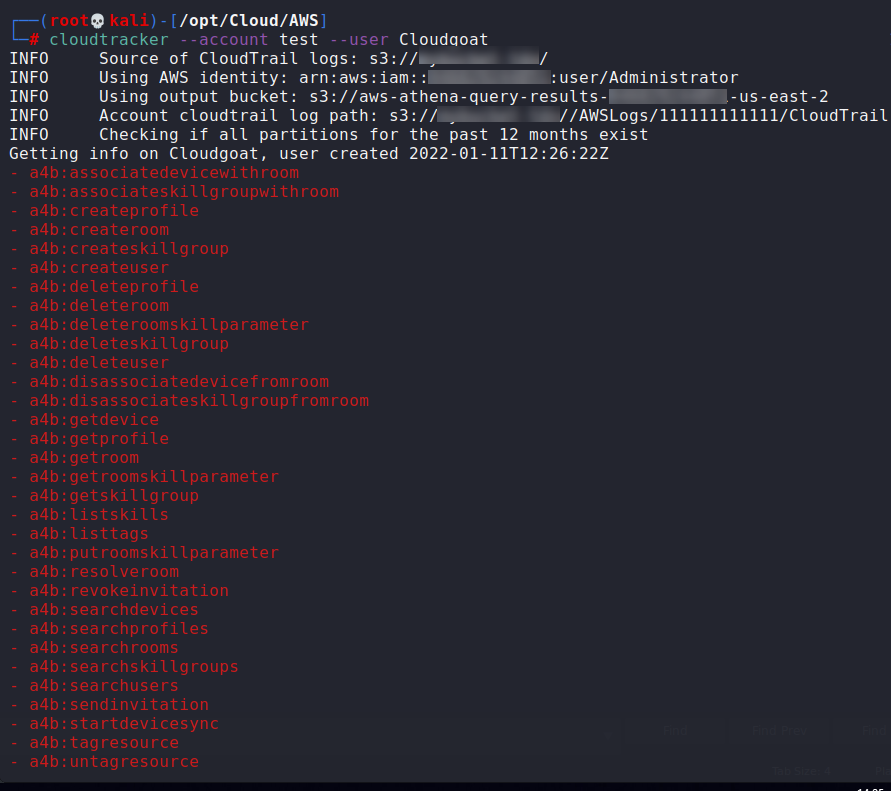 ┌──(root💀kali)-[/opt/Cloud/AWS]
└─# cloudtracker --account test --user Cloudgoat
INFO     Source of CloudTrail logs: s3:// /
INFO     Using AWS identity: arn:aws:iam:: :user/Administrator
INFO     Using output bucket: s3://aws-athena-query-results- -us-east-2
INFO     Account cloudtrail log path: s3:// //AWSLogs/111111111111/CloudTrail
INFO     Checking if all partitions for the past 12 months exist
Getting info on Cloudgoat, user created 2022-01-11T12:26:22Z
- a4b:associatedevicewithroom
- a4b:associateskillgroupwithroom
- a4b:createprofile
- a4b:createroom
- a4b:createskillgroup
- a4b:createuser
- a4b:deleteprofile
- a4b:deleteroom
- a4b:deleteroomskillparameter
- a4b:deleteskillgroup
- a4b:deleteuser
- a4b:disassociatedevicefromroom
- a4b:disassociateskillgroupfromroom
- a4b:getdevice
- a4b:getprofile
- a4b:getroom
- a4b:getroomskillparameter
- a4b:getskillgroup
- a4b:listskills
- a4b:listtags
- a4b:putroomskillparameter
- a4b:resolveroom
- a4b:revokeinvitation
- a4b:searchdevices
- a4b:searchprofiles
- a4b:searchrooms
- a4b:searchskillgroups
- a4b:searchusers
- a4b:sendinvitation
- a4b:startdevicesync
- a4b:tagresource
- a4b:untagresource